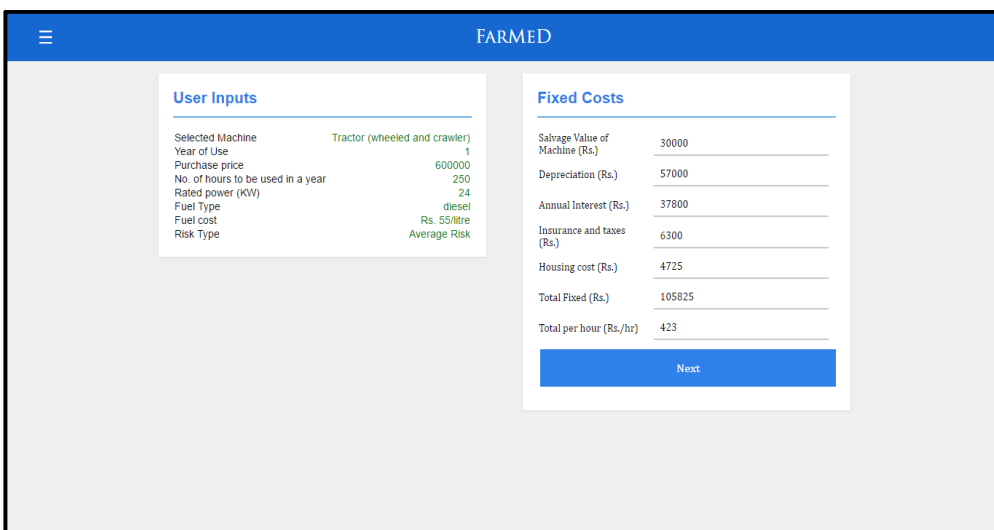 FARMED
User Inputs
Selected Machine Tractor (wheeled and crawler)
Year of Use 1
Purchase price 600000
No. of hours to be used in a year 250
Rated power (KW) 24
Fuel Type diesel
Fuel cost Rs. 55/litre
Risk Type Average Risk
Fixed Costs
Salvage Value of
Machine (Rs.) 30000
Depreciation (Rs.) 57000
Annual Interest (Rs.) 37800
Insurance and taxes
(Rs.) 6300
Housing cost (Rs.) 4725
Total Fixed (Rs.) 105825
Total per hour (Rs./hr) 423
Next